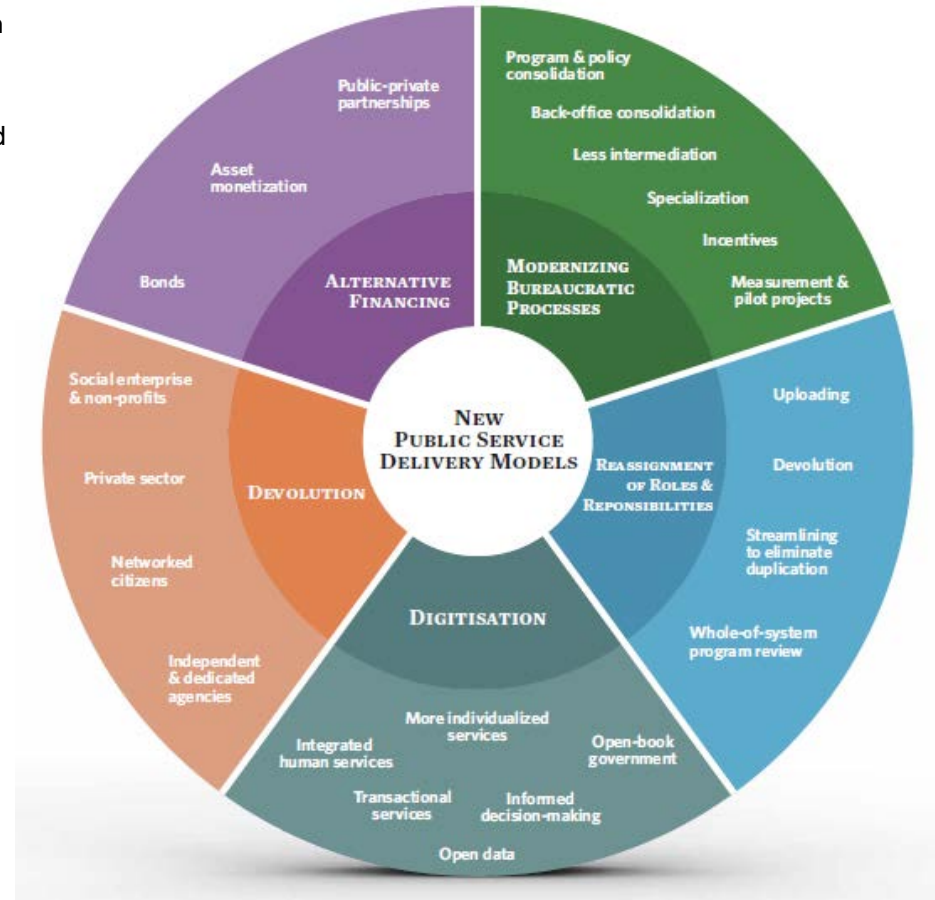 n
d
Public-private
partnerships
Asset
monetization
Bonds
ALTERNATIVE
FINANCING
Program & policy
consolidation
Back-office consolidation
Less intermediation
Specialization
Incentives
Measurement &
pilot projects
MODERNIZING
BUREAUCRATIC
PROCESSES
NEW
PUBLIC SERVICE
DELIVERY MODELS
Uploading
Devolution
Streamlining
to eliminate
duplication
Whole-of-system
program review
REASSIGNMENT
OF ROLES &
REPONSIBILITIES
DIGITISATION
More individualized
services
Integrated
human services
Open-book
government
Transactional
services
Informed
decision-making
Open data
Social enterprise
& non-profits
Private sector
Networked
citizens
Independent
& dedicated
agencies
DEVOLUTION